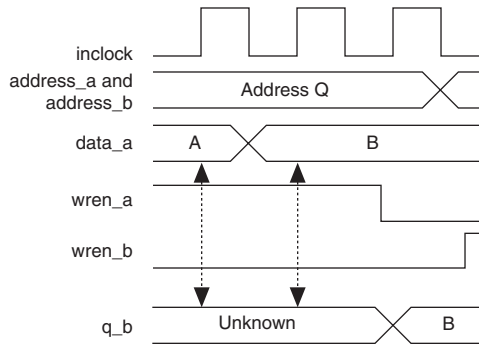 inclock
address_a and
address_b
Address Q
data_a
A
B
wren_a
wren_b
q_b
Unknown
B